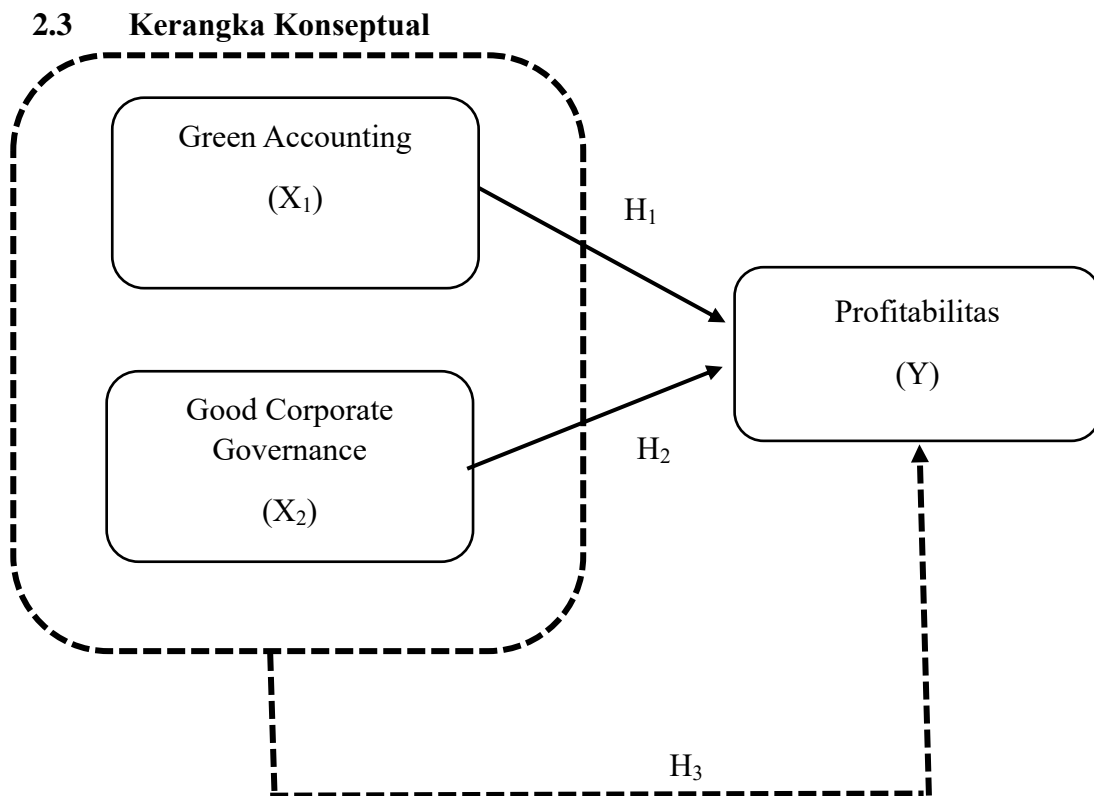 2.3 Kerangka Konseptual
Green Accounting
(X₁)
H₁
Profitabilitas
(Y)
Good Corporate
Governance
(X₂)
H₂
H₃